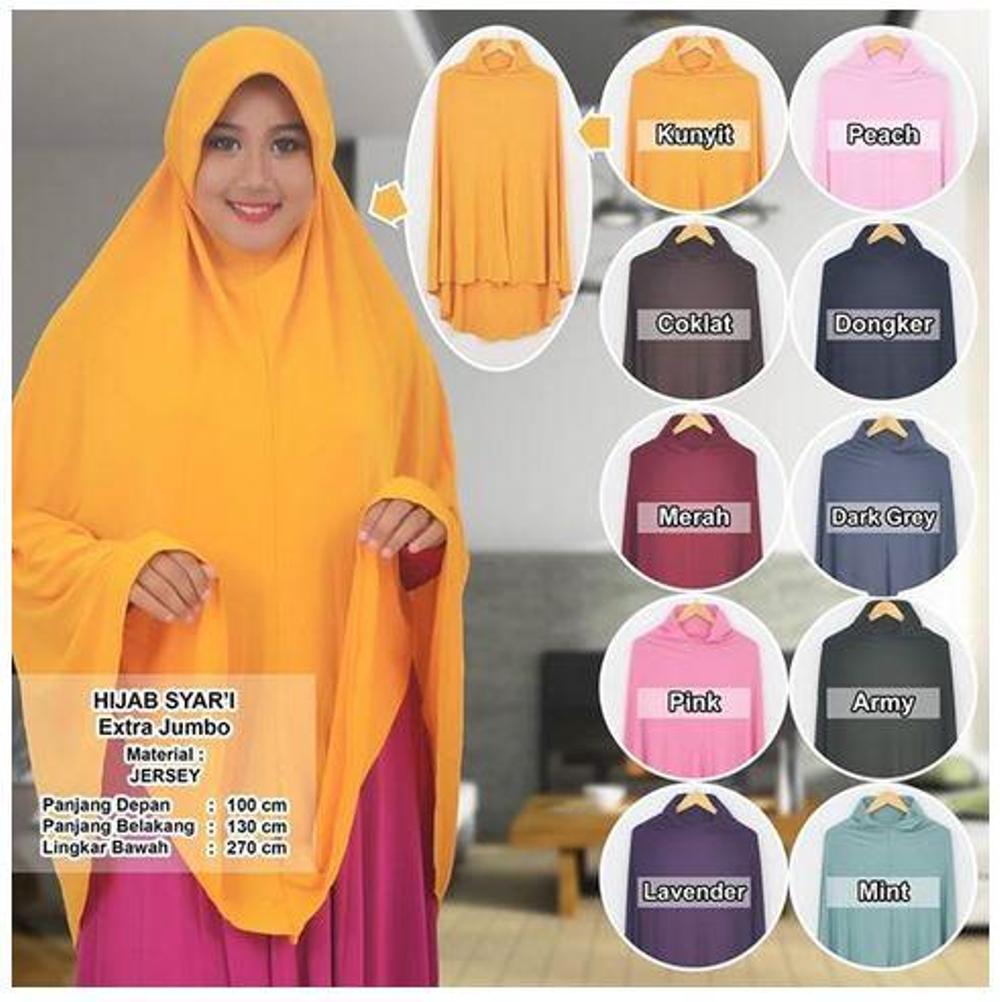 Kunyit
Peach
Coklat
Dongker
Merah
Dark Grey
Pink
Army
Lavender
Mint
HIJAB SYAR'I
Extra Jumbo
Material :
JERSEY
Panjang Depan : 100 cm
Panjang Belakang : 130 cm
Lingkar Bawah : 270 cm